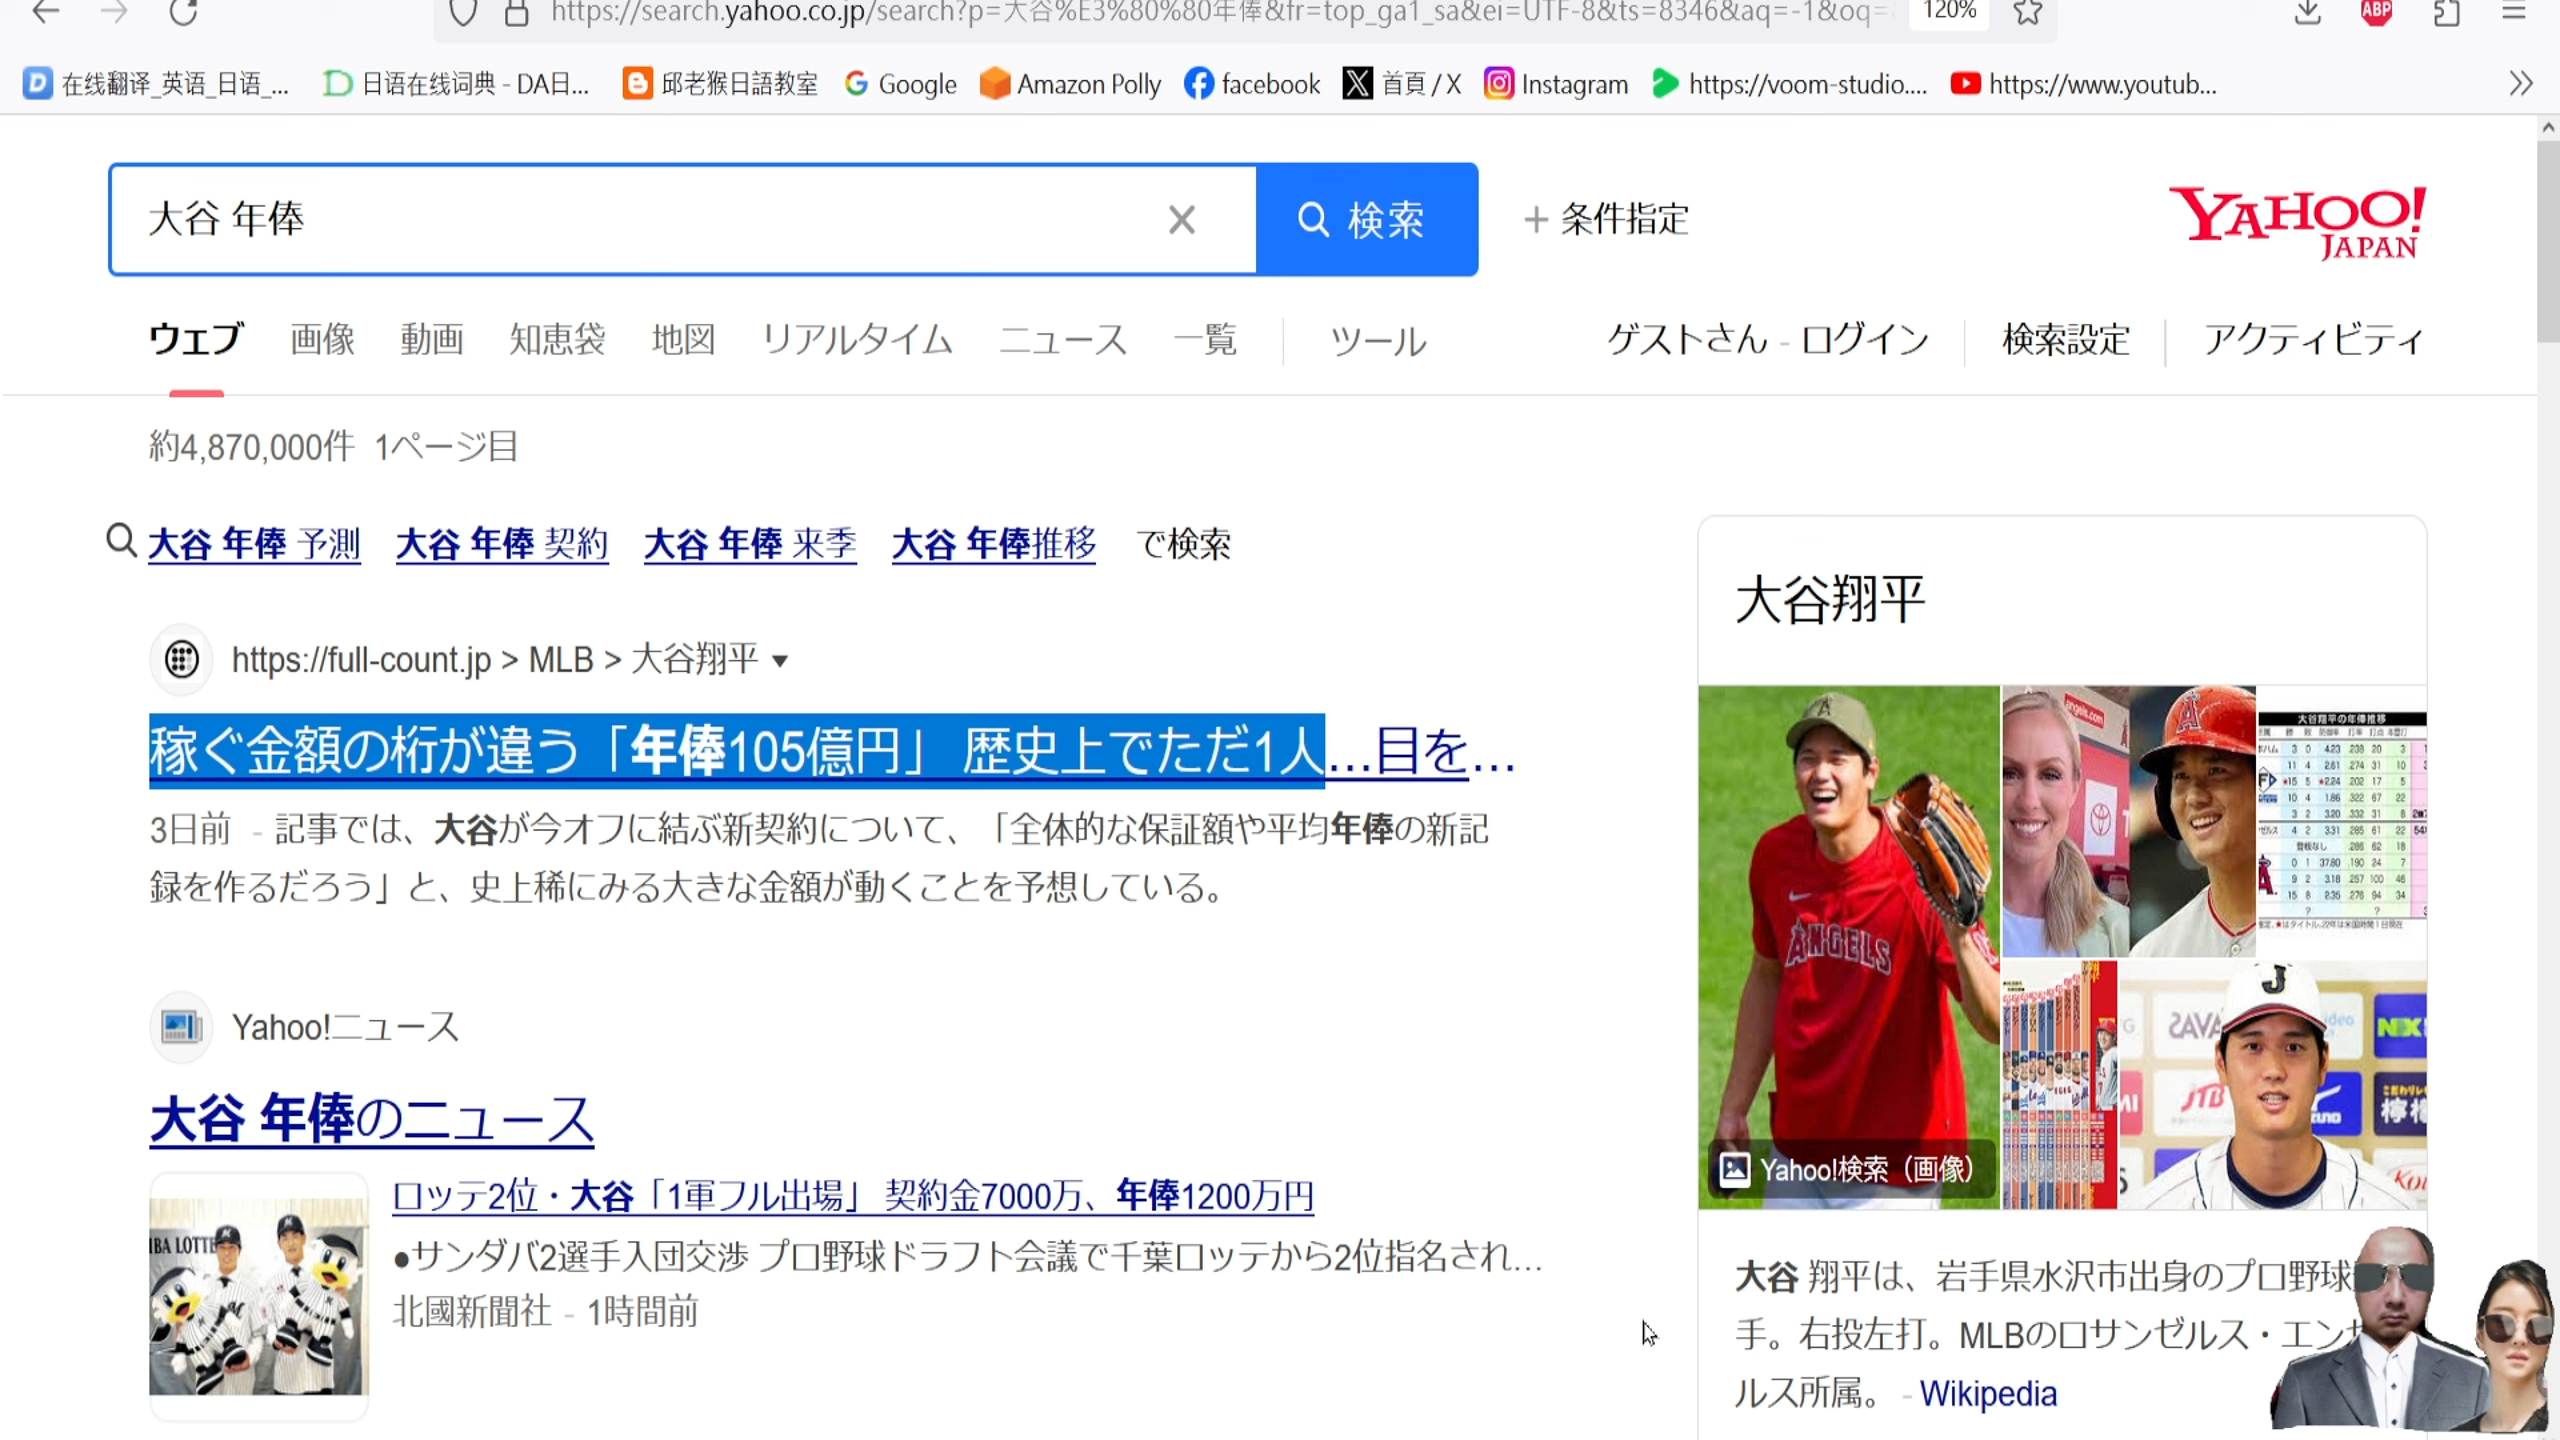 https://search.yahoo.co.jp/search?p=大谷%E3%80%80年俸&fr=top_ga1_sa&ei=UTF-8&ts=8346&aq=-1&oq=
120%
ABP
在线翻译_英语_日语_...
日语在线词典 - DA日...
邱老猴日語教室
Google
Amazon Polly
facebook
首頁 / X
Instagram
https://voom-studio....
https://www.youtub...
大谷 年俸
検索
+ 条件指定
YAHOO!
JAPAN
ウェブ 画像 動画 知恵袋 地図 リアルタイム ニュース 一覧 ツール
ゲストさん - ログイン 検索設定 アクティビティ
約4,870,000件 1ページ目
大谷 年俸 予測 大谷 年俸 契約 大谷 年俸 来季 大谷 年俸推移 で検索
https://full-count.jp > MLB > 大谷翔平
稼ぐ金額の桁が違う「年俸105億円」 歴史上でただ1人...目を...
3日前 - 記事では、大谷が今オフに結ぶ新契約について、「全体的な保証額や平均年俸の新記
録を作るだろう」と、史上稀にみる大きな金額が動くことを予想している。
Yahoo!ニュース
大谷 年俸のニュース
ロッテ2位・大谷「1軍フル出場」 契約金7000万、年俸1200万円
●サンダバ2選手入団交渉 プロ野球ドラフト会議で千葉ロッテから2位指名され...
北國新聞社 - 1時間前
大谷翔平
angels.com
大谷翔平の年俸推移
ANGELS
JTB
Yahoo!検索（画像）
大谷 翔平は、岩手県水沢市出身のプロ野球
手。右投左打。MLBのロサンゼルス・エン
ルス所属。 - Wikipedia